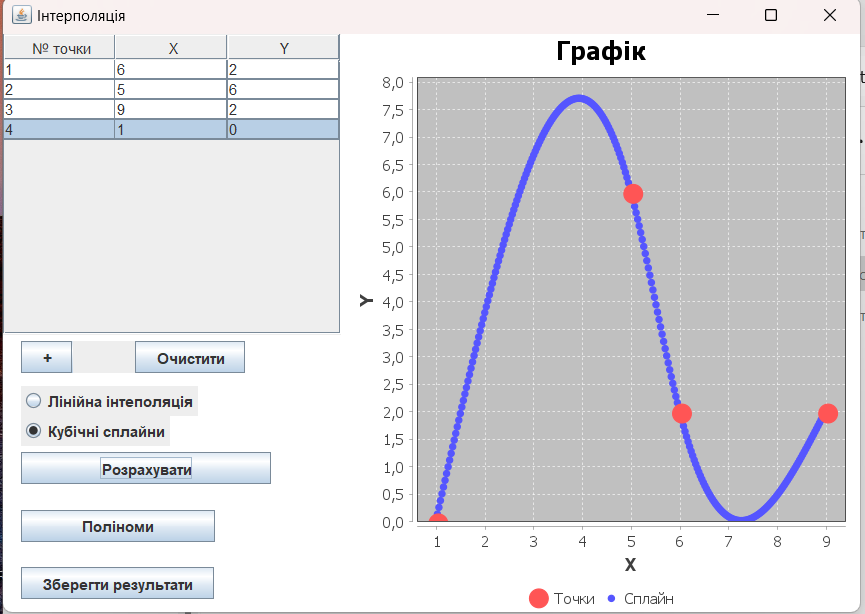 Інтерполяція
№ точки X Y
1 6 2
2 5 6
3 9 2
4 1 0
+ Очистити
Лінійна інтеполяція
Кубічні сплайни
Розрахувати
Поліноми
Зберегти результати
Графік
8,0
7,5
7,0
6,5
6,0
5,5
5,0
4,5
4,0
3,5
3,0
2,5
2,0
1,5
1,0
0,5
0,0
Y
1 2 3 4 5 6 7 8 9
X
Точки Сплайн